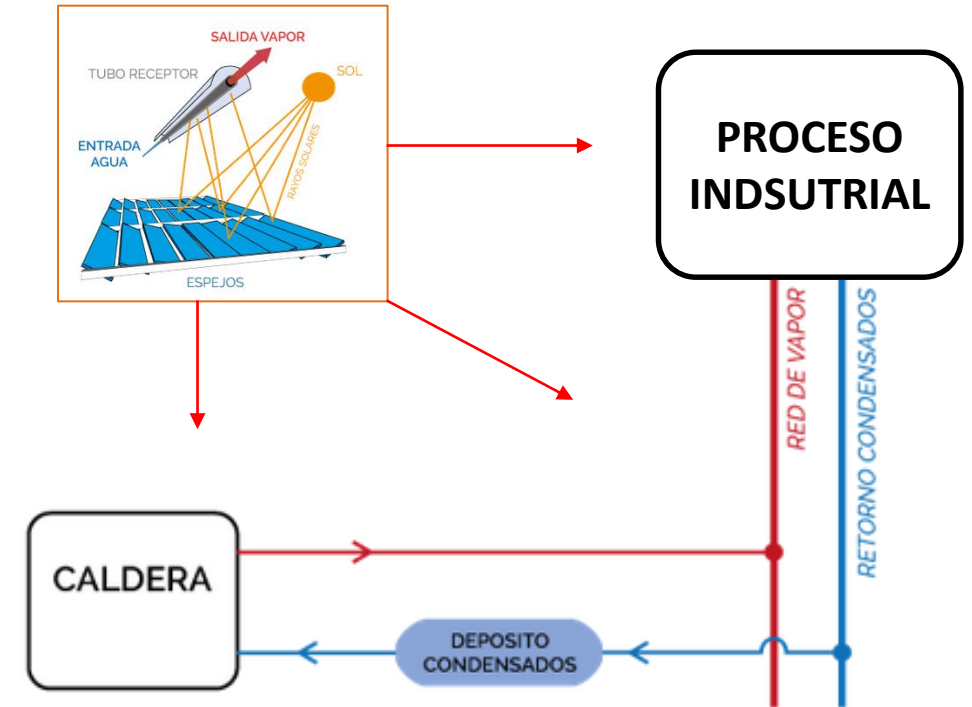 SALIDA VAPOR
TUBO RECEPTOR
SOL
ENTRADA
AGUA
RAYOS SOLARES
ESPEJOS
PROCESO
INDSUTRIAL
RED DE VAPOR
RETORNO CONDENSADOS
CALDERA
DEPOSITO
CONDENSADOS